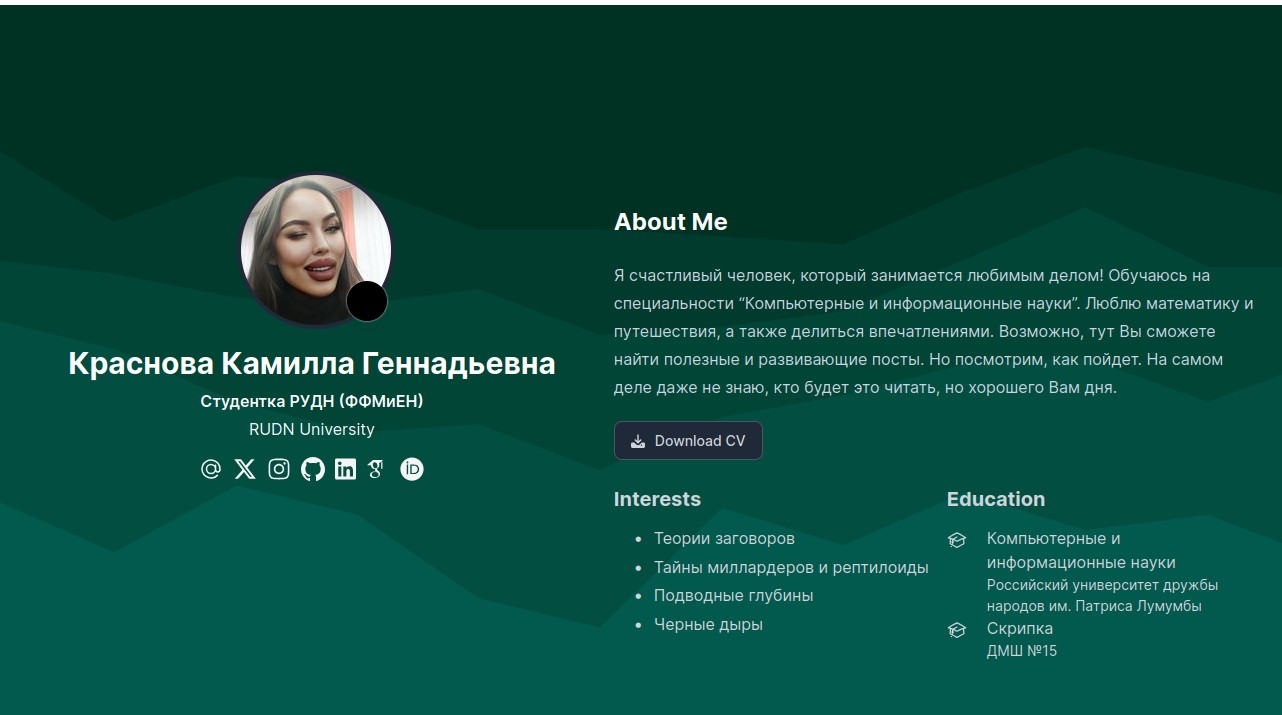 Краснова Камилла Геннадьевна
Студентка РУДН (ФФМиЕН)
RUDN University
About Me
Я счастливый человек, который занимается любимым делом! Обучаюсь на
специальности “Компьютерные и информационные науки”. Люблю математику и
путешествия, а также делиться впечатлениями. Возможно, тут Вы сможете
найти полезные и развивающие посты. Но посмотрим, как пойдет. На самом
деле даже не знаю, кто будет это читать, но хорошего Вам дня.
Download CV
Interests
Теории заговоров
Тайны миллардеров и рептилоиды
Подводные глубины
Черные дыры
Education
Компьютерные и
информационные науки
Российский университет дружбы
народов им. Патриса Лумумбы
Скрипка
ДМШ №15